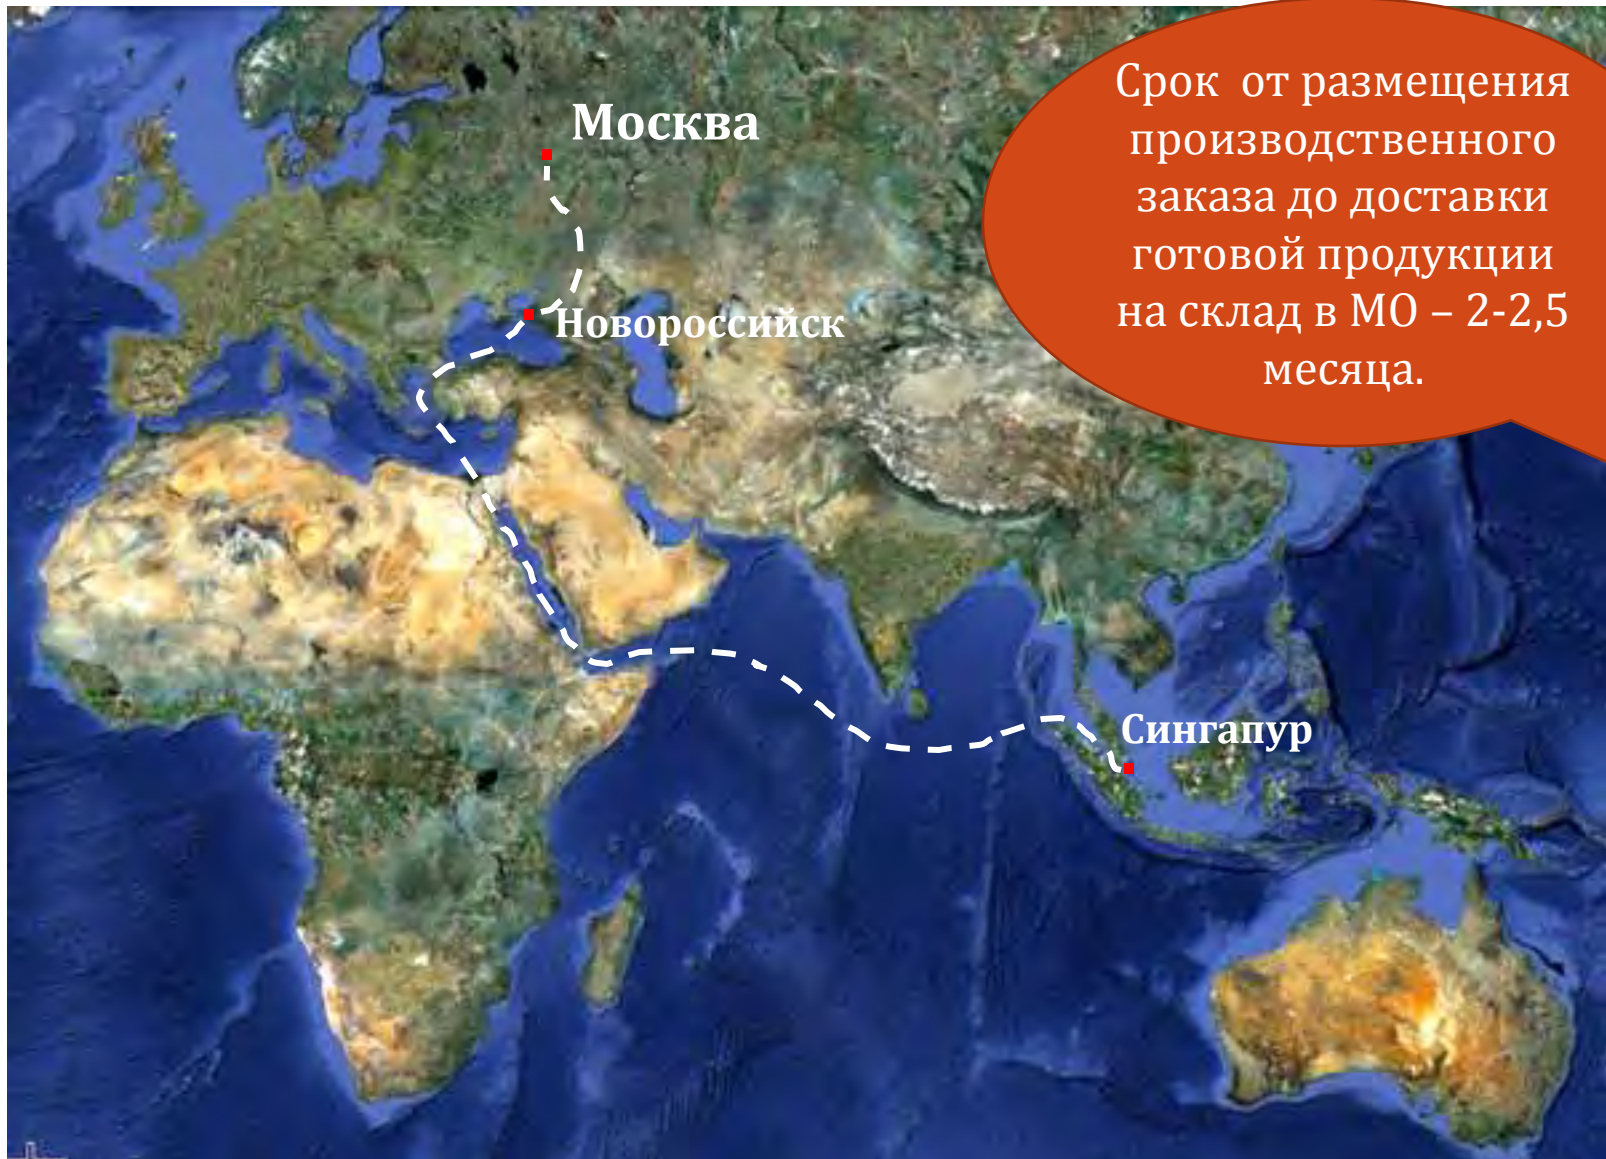 Срок от размещения
производственного
заказа до доставки
готовой продукции
на склад в МО – 2-2,5
месяца.
Москва
Новороссийск
Сингапур